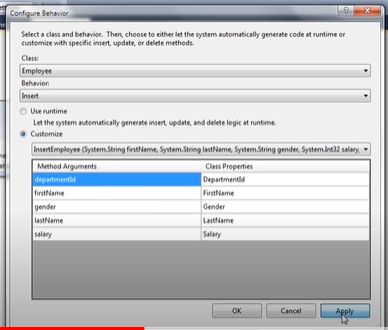 Configure Behavior
Select a class and behavior. Then, choose to either let the system automatically generate code at runtime or
customize with specific insert, update, or delete methods.
Class:
Employee
Behavior:
Insert
Use runtime
Let the system automatically generate insert, update, and delete logic at runtime.
Customize
InsertEmployee (System.String firstName, System.String lastName, System.String gender, System.Int32 salary,
Method Arguments Class Properties
departmentId DepartmentId
firstName FirstName
gender Gender
lastName LastName
salary Salary
OK Cancel Apply